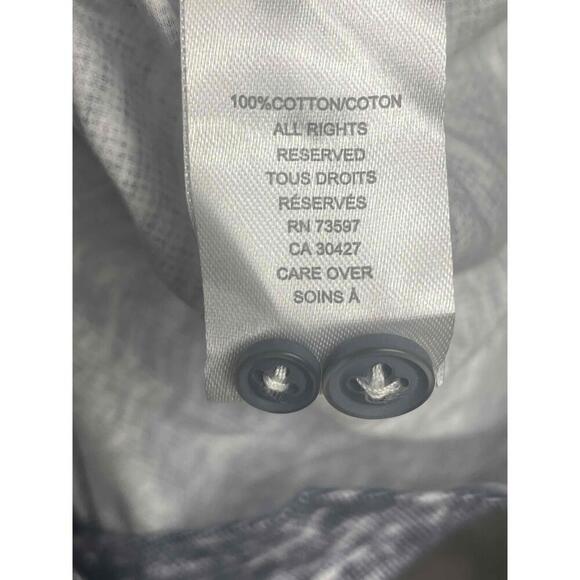 100%COTTON/COTON
ALL RIGHTS
RESERVED
TOUS DROITS
RÉSERVÉS
RN 73597
CA 30427
CARE OVER
SOINS À